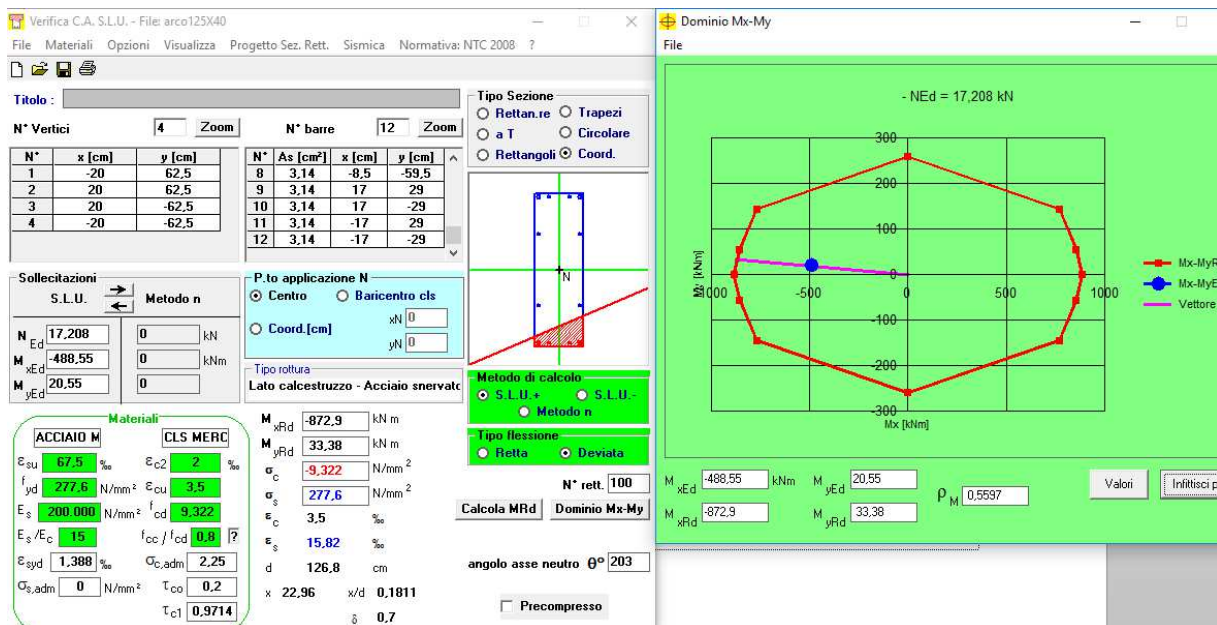 Verifica C.A. S.L.U. - File: arco125X40
File Materiali Opzioni Visualizza Progetto Sez. Rett. Sismica Normativa: NTC 2008 ?
Titolo :
N° Vertici 4 Zoom N° barre 12 Zoom
N° x [cm] y [cm]
1 -20 62,5
2 20 62,5
3 20 -62,5
4 -20 -62,5
N° As [cm²] x [cm] y [cm]
8 3,14 -8,5 -59,5
9 3,14 17 29
10 3,14 17 -29
11 3,14 -17 29
12 3,14 -17 -29
Tipo Sezione
Rettan.re Trapezi
a T Circolare
Rettangoli Coord.
N
Sollecitazioni
S.L.U. Metodo n
N Ed 17,208 0 kN
M xEd -488,55 0 kNm
M yEd 20,55 0
P.to applicazione N
Centro Baricentro cls
Coord.[cm] xN 0
yN 0
Tipo rottura
Lato calcestruzzo - Acciaio snervato
Metodo di calcolo
S.L.U.+ S.L.U.-
Metodo n
Tipo flessione
Retta Deviata
N° rett. 100
Calcola MRd Dominio Mx-My
angolo asse neutro θ° 203
Precompresso
Materiali
ACCIAIO M CLS MERC
εsu 67,5 ‰ εc2 2 ‰
fyd 277,6 N/mm² εcu 3,5
Es 200.000 N/mm² fcd 9,322
Es/Ec 15 fcc / fcd 0,8 ?
εsyd 1,388 ‰ σc,adm 2,25
σs,adm 0 N/mm² τco 0,2
τc1 0,9714
M xRd -872,9 kN m
M yRd 33,38 kN m
σc -9,322 N/mm²
σs 277,6 N/mm²
εc 3,5 ‰
εs 15,82 ‰
d 126,8 cm
x 22,96 x/d 0,1811
δ 0,7
Dominio Mx-My
File
- NEd = 17,208 kN
300
200
100
0
-100
-200
-300
-500 0 500 1000
Mx [kNm]
Mx-MyR
Mx-MyE
Vettore
M xEd -488,55 kNm M yEd 20,55
M xRd -872,9 M yRd 33,38
ρM 0,5597
Valori Infittisci p